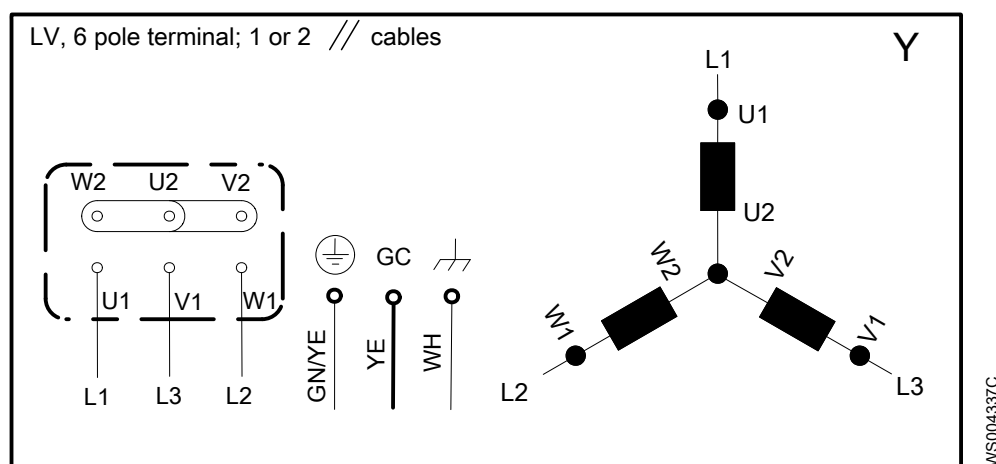 LV, 6 pole terminal; 1 or 2 // cables
Y
W2 U2 V2
U1 V1 W1
L1 L3 L2
GC
GN/YE
YE
WH
L1
U1
U2
W2
V2
W1
V1
L2
L3
WS004337C